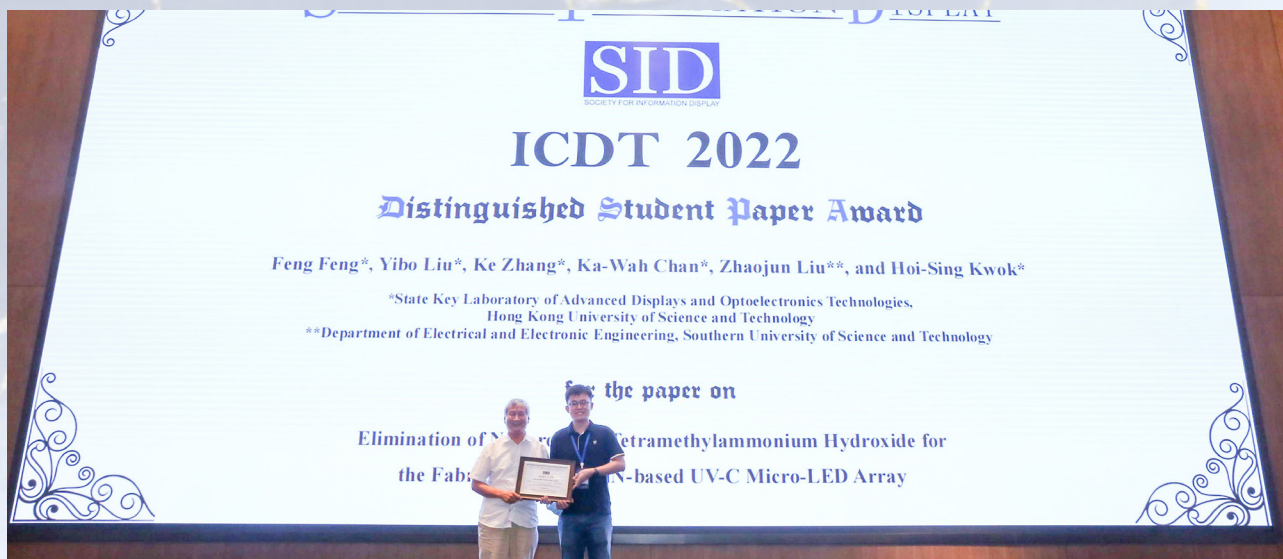 DISPLAY
SID
SOCIETY FOR INFORMATION DISPLAY
ICDT 2022
Distinguished Student Paper Award
Feng Feng*, Yibo Liu*, Ke Zhang*, Ka-Wah Chan*, Zhaojun Liu**, and Hoi-Sing Kwok*
*State Key Laboratory of Advanced Displays and Optoelectronics Technologies,
Hong Kong University of Science and Technology
**Department of Electrical and Electronic Engineering, Southern University of Science and Technology
the paper on
Elimination of Tetramethylammonium Hydroxide for
the -based UV-C Micro-LED Array